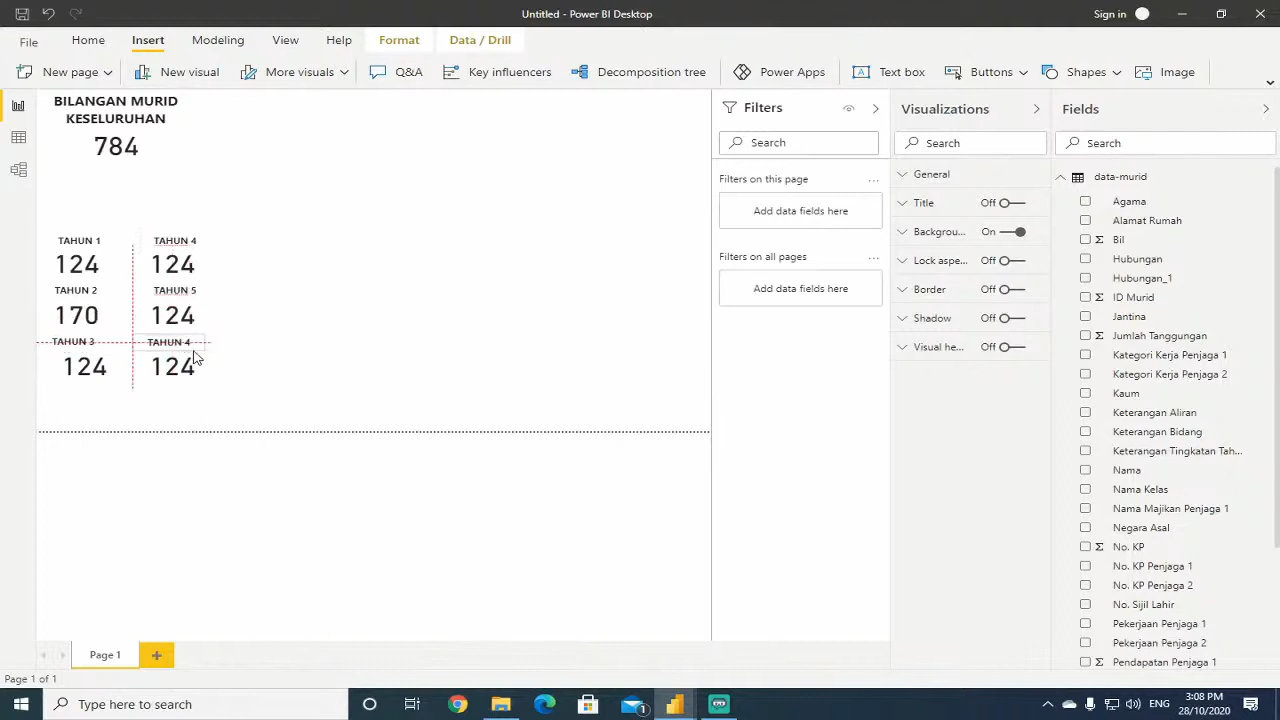 Untitled - Power BI Desktop
Sign in
File
Home
Insert
Modeling
View
Help
Format
Data / Drill
New page
New visual
More visuals
Q&A
Key influencers
Decomposition tree
Power Apps
Text box
Buttons
Shapes
Image
BILANGAN MURID
KESELURUHAN
784
TAHUN 1
TAHUN 4
124
124
TAHUN 2
TAHUN 5
170
124
TAHUN 3
TAHUN 4
124
124
Filters
Search
Filters on this page
...
Add data fields here
Filters on all pages
...
Add data fields here
Visualizations
Search
General
Title
Off
Backgrou...
On
Lock aspe...
Off
Border
Off
Shadow
Off
Visual he...
Off
Fields
Search
data-murid
Agama
Alamat Rumah
Σ Bil
Hubungan
Hubungan_1
Σ ID Murid
Jantina
Σ Jumlah Tanggungan
Kategori Kerja Penjaga 1
Kategori Kerja Penjaga 2
Kaum
Keterangan Aliran
Keterangan Bidang
Keterangan Tingkatan Tah...
Nama
Nama Kelas
Nama Majikan Penjaga 1
Negara Asal
Σ No. KP
No. KP Penjaga 1
No. KP Penjaga 2
No. Sijil Lahir
Pekerjaan Penjaga 1
Pekerjaan Penjaga 2
Σ Pendapatan Penjaga 1
Page 1
Page 1 of 1
Type here to search
1
ENG
3:08 PM
28/10/2020